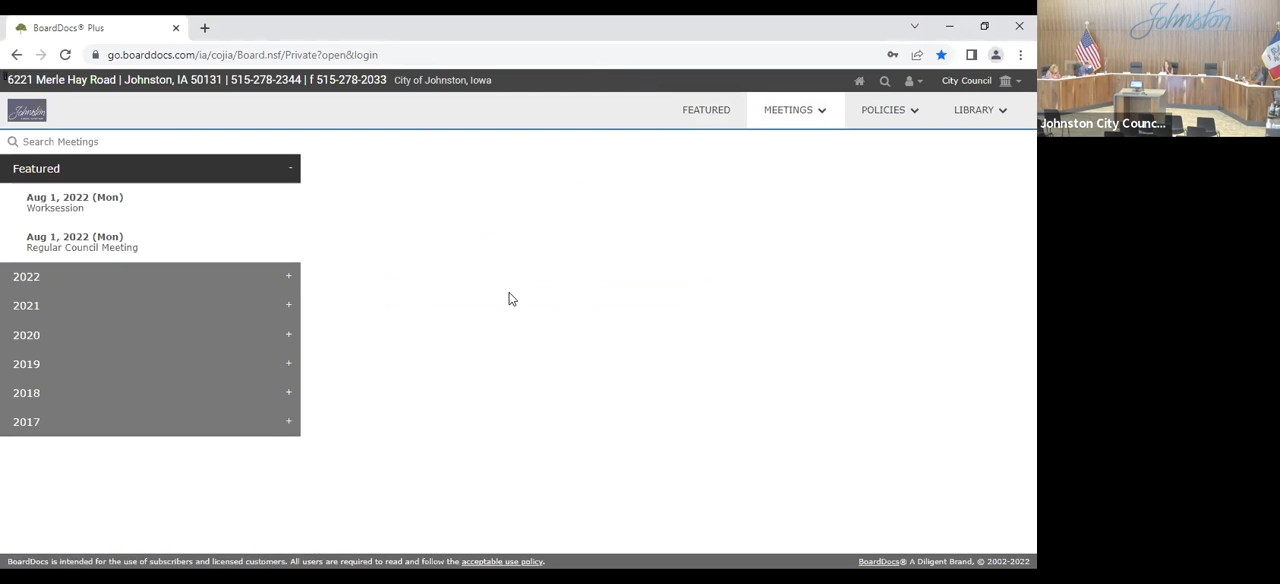 BoardDocs® Plus
go.boarddocs.com/ia/cojia/Board.nsf/Private?open&login
6221 Merle Hay Road | Johnston, IA 50131 | 515-278-2344 | f 515-278-2033 City of Johnston, Iowa City Council
Johnston
FEATURED MEETINGS POLICIES LIBRARY
Search Meetings
Featured -
Aug 1, 2022 (Mon)
Worksession
Aug 1, 2022 (Mon)
Regular Council Meeting
2022 +
2021 +
2020 +
2019 +
2018 +
2017 +
BoardDocs is intended for the use of subscribers and licensed customers. All users are required to read and follow the acceptable use policy. BoardDocs® A Diligent Brand, © 2002-2022
Johnston
Johnston City Counc...